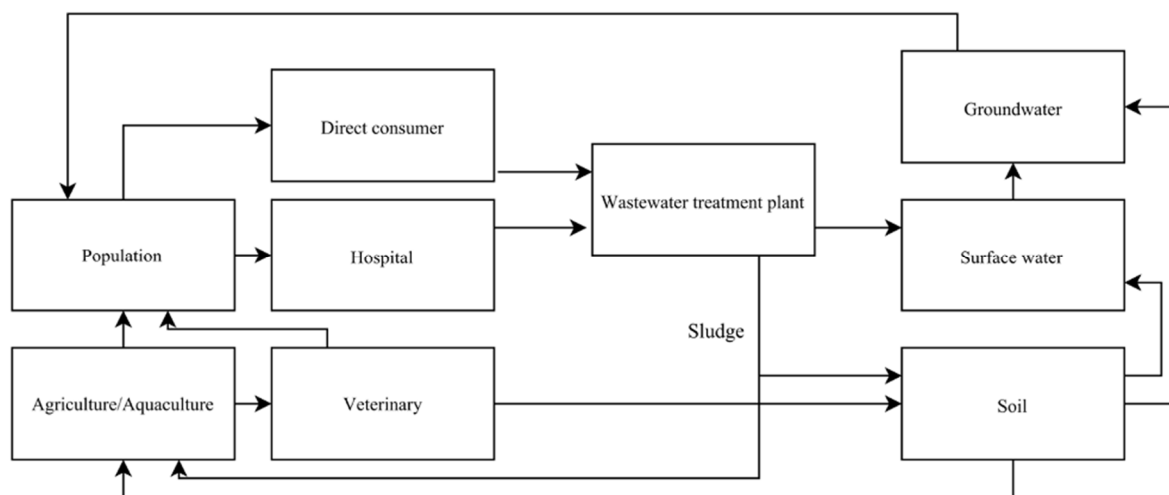 Groundwater
Direct consumer
Wastewater treatment plant
Population
Hospital
Surface water
Sludge
Agriculture/Aquaculture
Veterinary
Soil